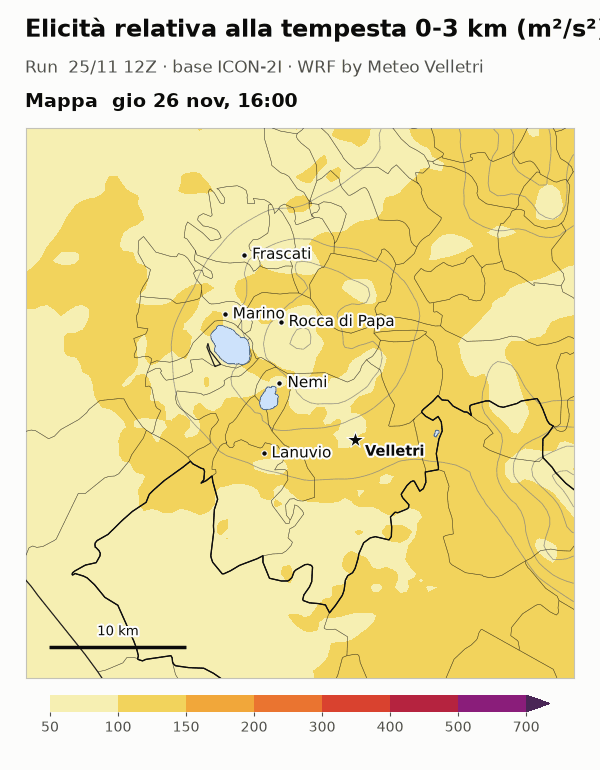 Elicità relativa alla tempesta 0-3 km (m²/s²)
Run  25/11 12Z · base ICON-2I · WRF by Meteo Velletri
Mappa  gio 26 nov, 16:00
Frascati
Marino
Rocca di Papa
Nemi
Velletri
Lanuvio
10 km
50 100 150 200 300 400 500 700